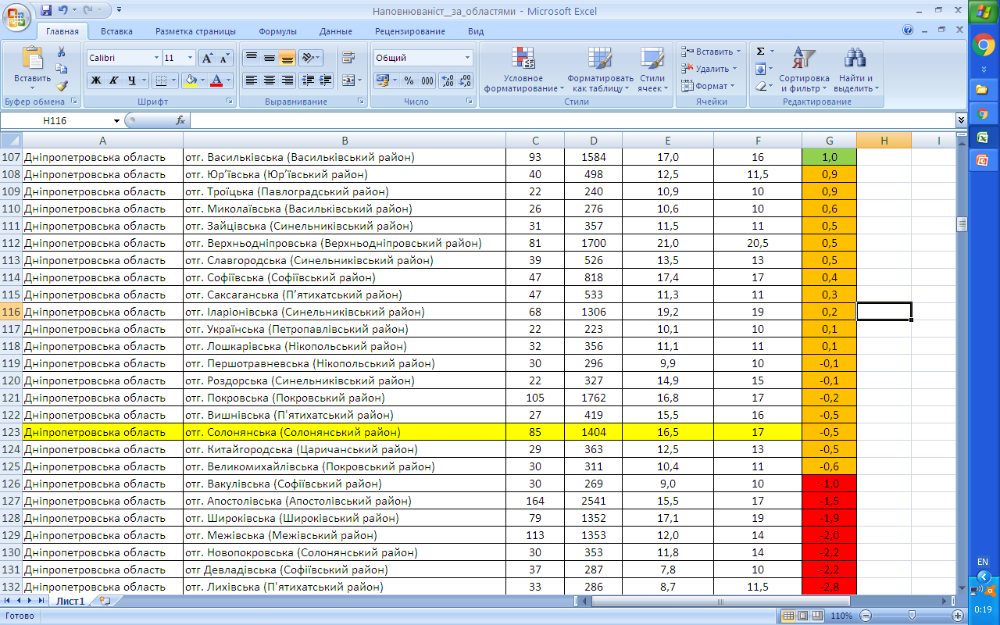 Наповнюваніст__за_областями - Microsoft Excel
Главная Вставка Разметка страницы Формулы Данные Рецензирование Вид
Calibri 11 Общий
Вставить Ж К Ч % 000 Условное форматирование Форматировать как таблицу Стили ячеек Вставить Удалить Формат Сортировка и фильтр Найти и выделить
Буфер обмена Шрифт Выравнивание Число Стили Ячейки Редактирование
H116 fx
A B C D E F G H I
107 Дніпропетровська область отг. Васильківська (Васильківський район) 93 1584 17,0 16 1,0
108 Дніпропетровська область отг. Юр’ївська (Юр’ївський район) 40 498 12,5 11,5 0,9
109 Дніпропетровська область отг. Троїцька (Павлоградський район) 22 240 10,9 10 0,9
110 Дніпропетровська область отг. Миколаївська (Васильківський район) 26 276 10,6 10 0,6
111 Дніпропетровська область отг. Зайцівська (Синельниківський район) 31 357 11,5 11 0,5
112 Дніпропетровська область отг. Верхньодніпровська (Верхньодніпровський район) 81 1700 21,0 20,5 0,5
113 Дніпропетровська область отг. Славгородська (Синельниківський район) 39 526 13,5 13 0,5
114 Дніпропетровська область отг. Софіївська (Софіївський район) 47 818 17,4 17 0,4
115 Дніпропетровська область отг. Саксаганська (П’ятихатський район) 47 533 11,3 11 0,3
116 Дніпропетровська область отг. Іларіонівська (Синельниківський район) 68 1306 19,2 19 0,2
117 Дніпропетровська область отг. Українська (Петропавлівський район) 22 223 10,1 10 0,1
118 Дніпропетровська область отг. Лошкарівська (Нікопольський район) 32 356 11,1 11 0,1
119 Дніпропетровська область отг. Першотравневська (Нікопольський район) 30 296 9,9 10 -0,1
120 Дніпропетровська область отг. Роздорська (Синельниківський район) 22 327 14,9 15 -0,1
121 Дніпропетровська область отг. Покровська (Покровський район) 105 1762 16,8 17 -0,2
122 Дніпропетровська область отг. Вишнівська (П'ятихатський район) 27 419 15,5 16 -0,5
123 Дніпропетровська область отг. Солонянська (Солонянський район) 85 1404 16,5 17 -0,5
124 Дніпропетровська область отг. Китайгородська (Царичанський район) 29 363 12,5 13 -0,5
125 Дніпропетровська область отг. Великомихайлівська (Покровський район) 30 311 10,4 11 -0,6
126 Дніпропетровська область отг. Вакулівська (Софіївський район) 30 269 9,0 10 -1,0
127 Дніпропетровська область отг. Апостолівська (Апостолівський район) 164 2541 15,5 17 -1,5
128 Дніпропетровська область отг. Широківська (Широківський район) 79 1352 17,1 19 -1,9
129 Дніпропетровська область отг. Межівська (Межівський район) 113 1353 12,0 14 -2,0
130 Дніпропетровська область отг. Новопокровська (Солонянський район) 30 353 11,8 14 -2,2
131 Дніпропетровська область отг Девладівська (Софіївський район) 37 287 7,8 10 -2,2
132 Дніпропетровська область отг. Лихівська (П'ятихатський район) 33 286 8,7 11,5 -2,8
Лист1
Готово 110%
EN
0:19